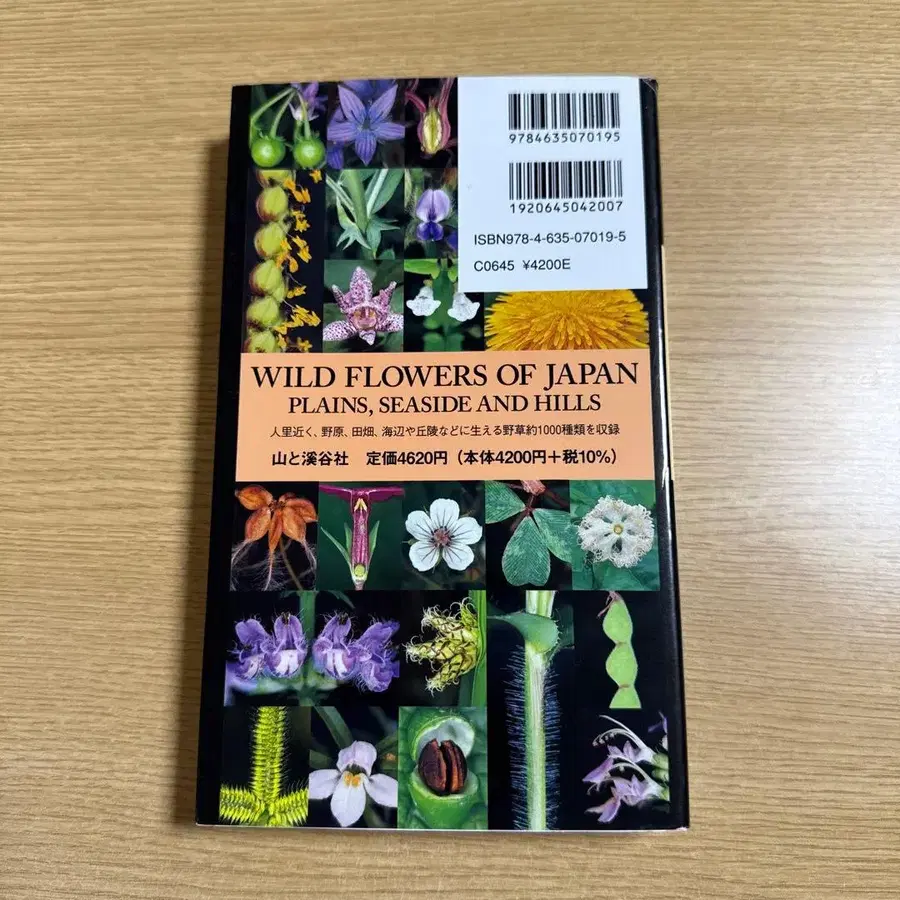 9784635070195
1920645042007
ISBN978-4-635-07019-5
C0645 ¥4200E
WILD FLOWERS OF JAPAN
PLAINS, SEASIDE AND HILLS
人里近く、野原、田畑、海辺や丘陵などに生える野草約1000種類を収録
山と溪谷社 定価4620円(本体4200円+税10%)